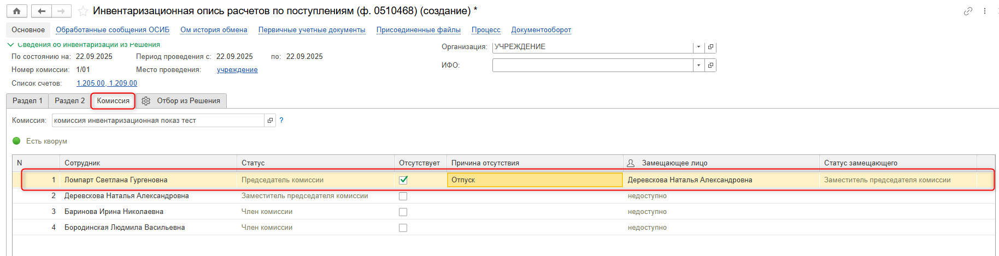 Инвентаризационная опись расчетов по поступлениям (ф. 0510468) (создание) *
Основное Обработанные сообщения ОСИБ Ом история обмена Первичные учетные документы Присоединенные файлы Процесс Документооборот
Сведения об инвентаризации из Решения
Организация: УЧРЕЖДЕНИЕ
По состоянию на: 22.09.2025 Период проведения с: 22.09.2025 по: 22.09.2025
ИФО:
Номер комиссии: 1/01 Место проведения: учреждение
Список счетов: 1.205.00, 1.209.00
Раздел 1 Раздел 2 Комиссия Отбор из Решения
Комиссия: комиссия инвентаризационная показ тест ?
Есть кворум
N Сотрудник Статус Отсутствует Причина отсутствия Замещающее лицо Статус замещающего
1 Ломпарт Светлана Гургеновна Председатель комиссии Отпуск Деревскова Наталья Александровна Заместитель председателя комиссии
2 Деревскова Наталья Александровна Заместитель председателя комиссии недоступно
3 Баринова Ирина Николаевна Член комиссии недоступно
4 Бородинская Людмила Васильевна Член комиссии недоступно